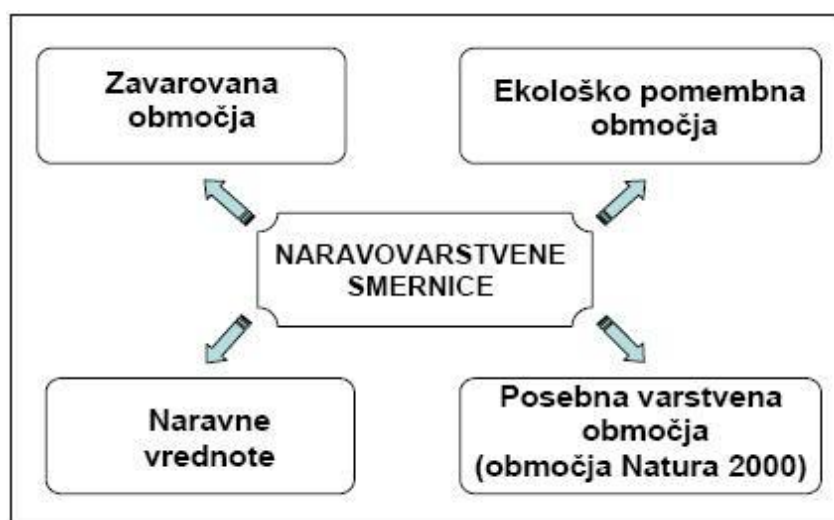 Zavarovana
območja
Ekološko pomembna
območja
NARAVOVARSTVENE
SMERNICE
Naravne
vrednote
Posebna varstvena
območja
(območja Natura 2000)